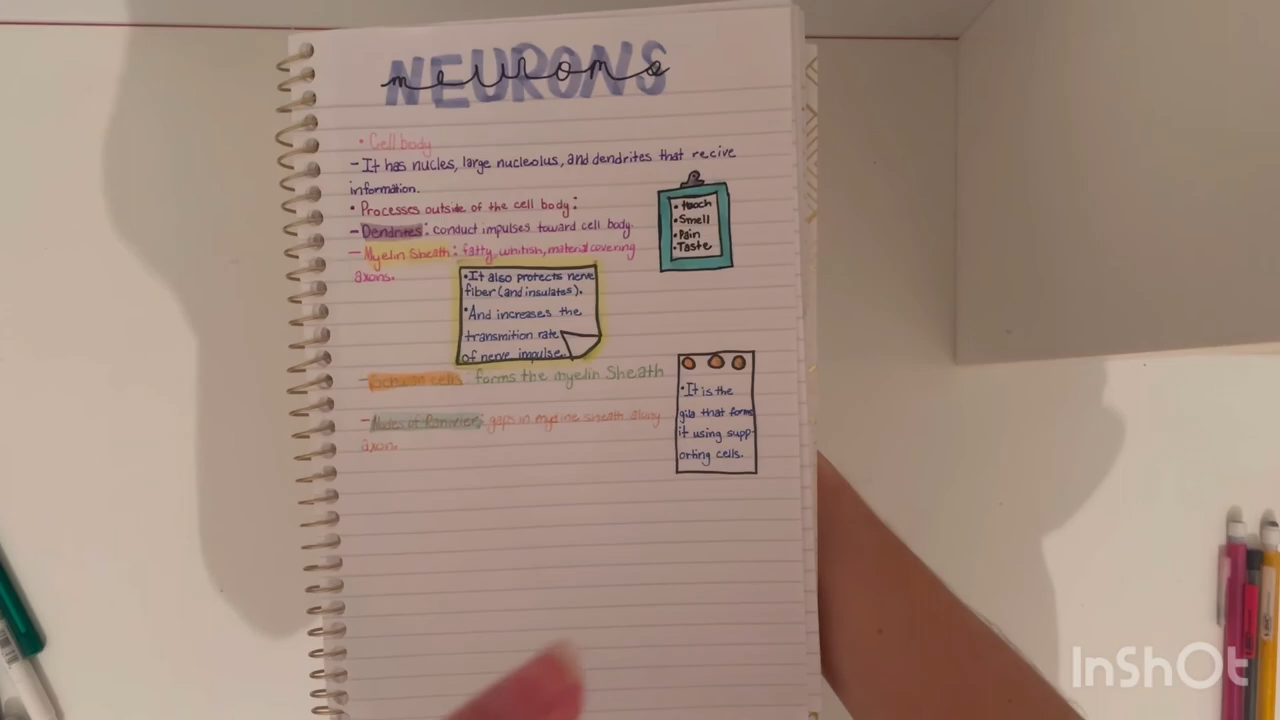 NEURONS
neurons
• Cell body
- It has nucles, large nucleolus, and dendrites that recive
information.
• Processes outside of the cell body:
- Dendrites: conduct impulses toward cell body.
- Myelin Sheath: fatty, whitish, material covering
axons.
• touch
• Smell
• Pain
• Taste
• It also protects nerve
fiber (and insulates).
• And increases the
transmition rate
of nerve impulse.
- Schwan cells: forms the myelin Sheath
- Nodes of Ranvier: gaps in myeline sheath along
axon.
• It is the
glia that forms
it using supp-
orting cells.
InShOt